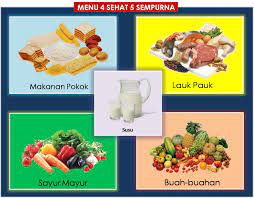 MENU 4 SEHAT 5 SEMPURNA
Makanan Pokok
Lauk Pauk
Susu
Sayur Mayur
Buah-buahan